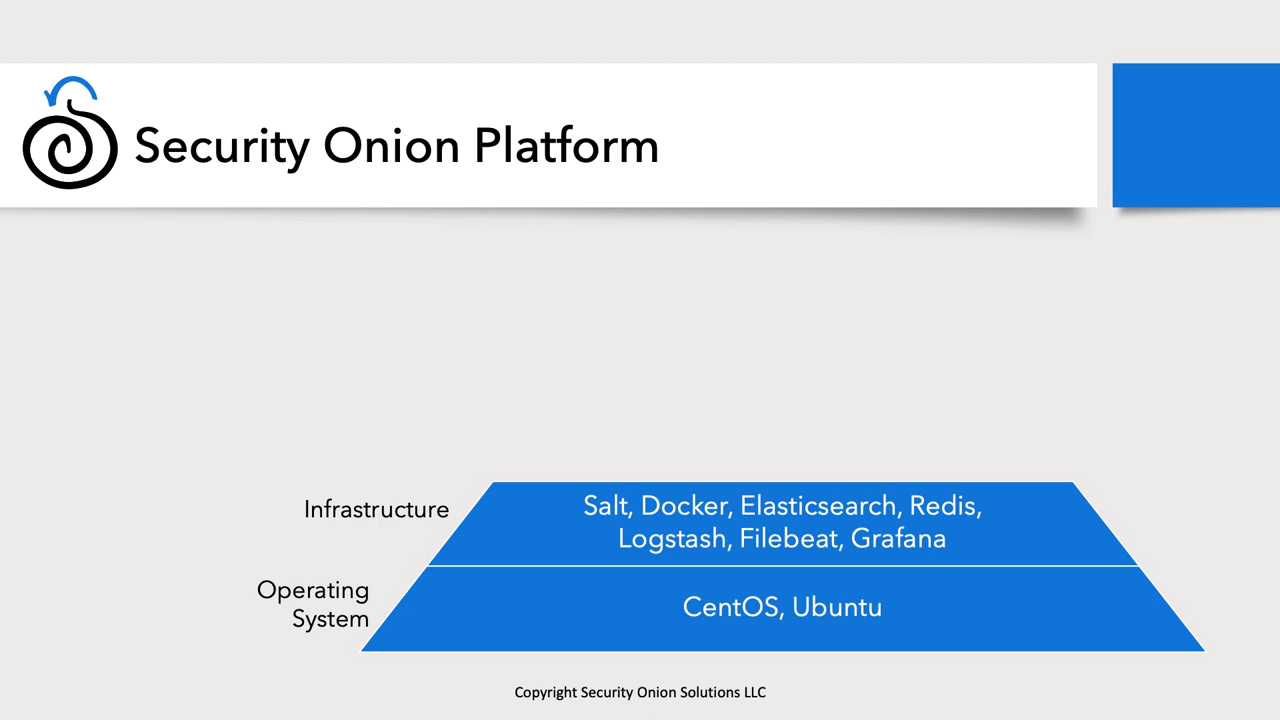 Security Onion Platform
Infrastructure
Salt, Docker, Elasticsearch, Redis,
Logstash, Filebeat, Grafana
Operating
System
CentOS, Ubuntu
Copyright Security Onion Solutions LLC